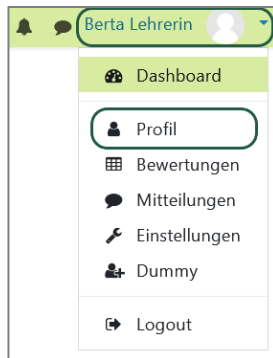 Berta Lehrerin
Dashboard
Profil
Bewertungen
Mitteilungen
Einstellungen
Dummy
Logout